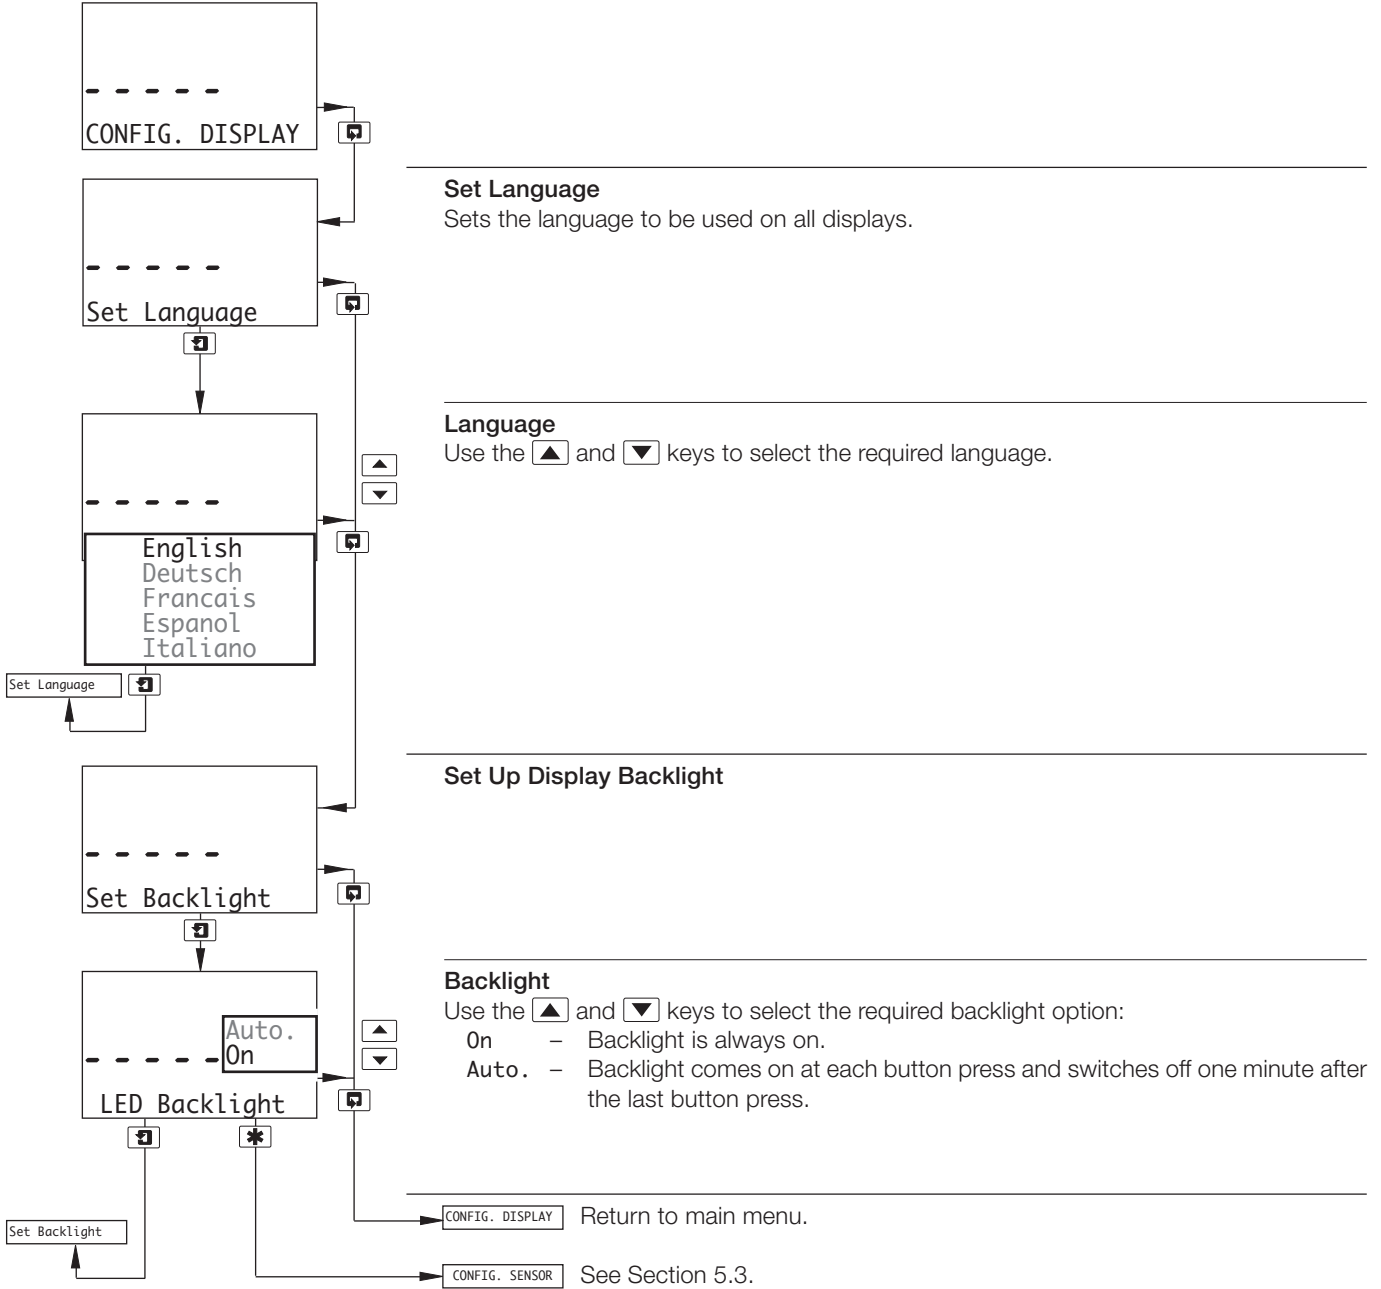 - - - - -
CONFIG. DISPLAY
Set Language
Sets the language to be used on all displays.
- - - - -
Set Language
Language
Use the ▲ and ▼ keys to select the required language.
- - - - -
English
Deutsch
Francais
Espanol
Italiano
Set Language
Set Up Display Backlight
- - - - -
Set Backlight
Backlight
Use the ▲ and ▼ keys to select the required backlight option:
On – Backlight is always on.
Auto. – Backlight comes on at each button press and switches off one minute after
the last button press.
Auto.
- - - - - On
LED Backlight
CONFIG. DISPLAY Return to main menu.
Set Backlight
CONFIG. SENSOR See Section 5.3.